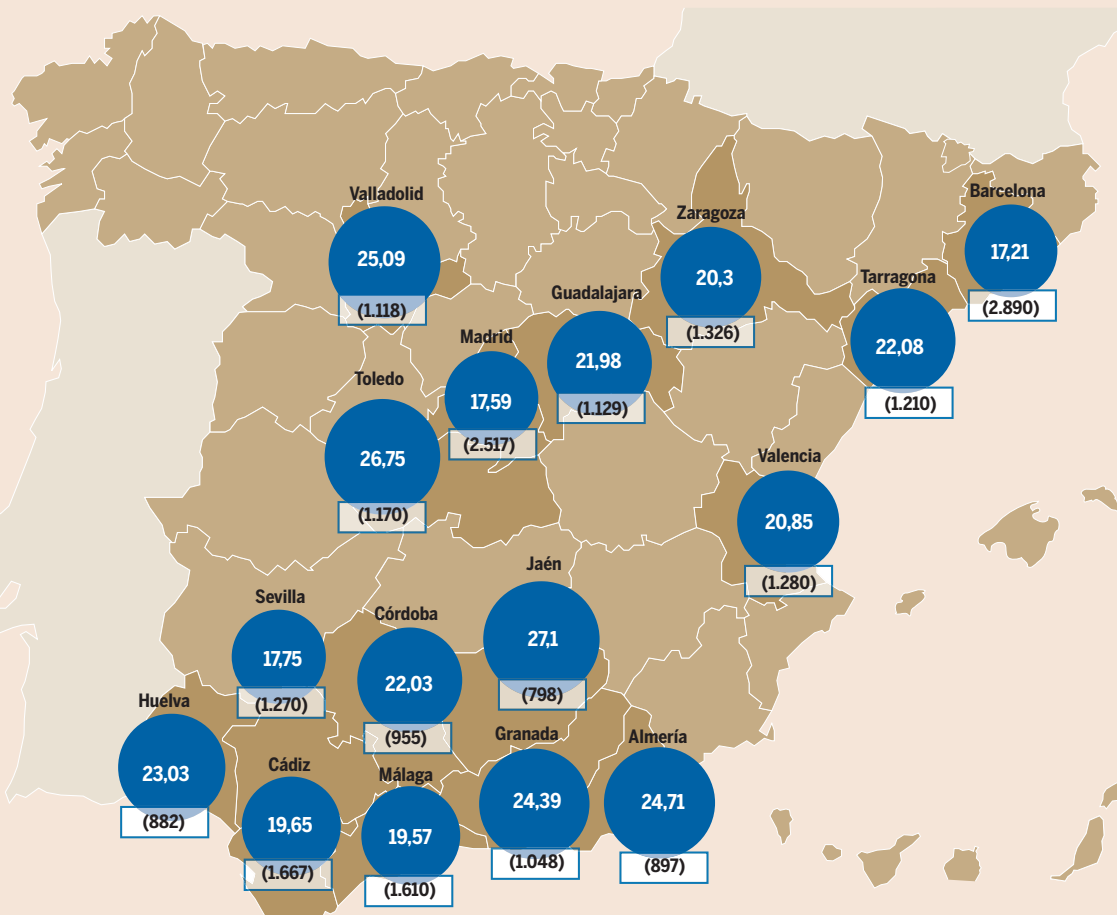 Valladolid
25,09
(1.118)
Zaragoza
20,3
(1.326)
Barcelona
17,21
(2.890)
Tarragona
22,08
(1.210)
Guadalajara
21,98
(1.129)
Madrid
17,59
(2.517)
Toledo
26,75
(1.170)
Valencia
20,85
(1.280)
Jaén
27,1
(798)
Sevilla
17,75
(1.270)
Córdoba
22,03
(955)
Huelva
23,03
(882)
Cádiz
19,65
(1.667)
Málaga
19,57
(1.610)
Granada
24,39
(1.048)
Almería
24,71
(897)